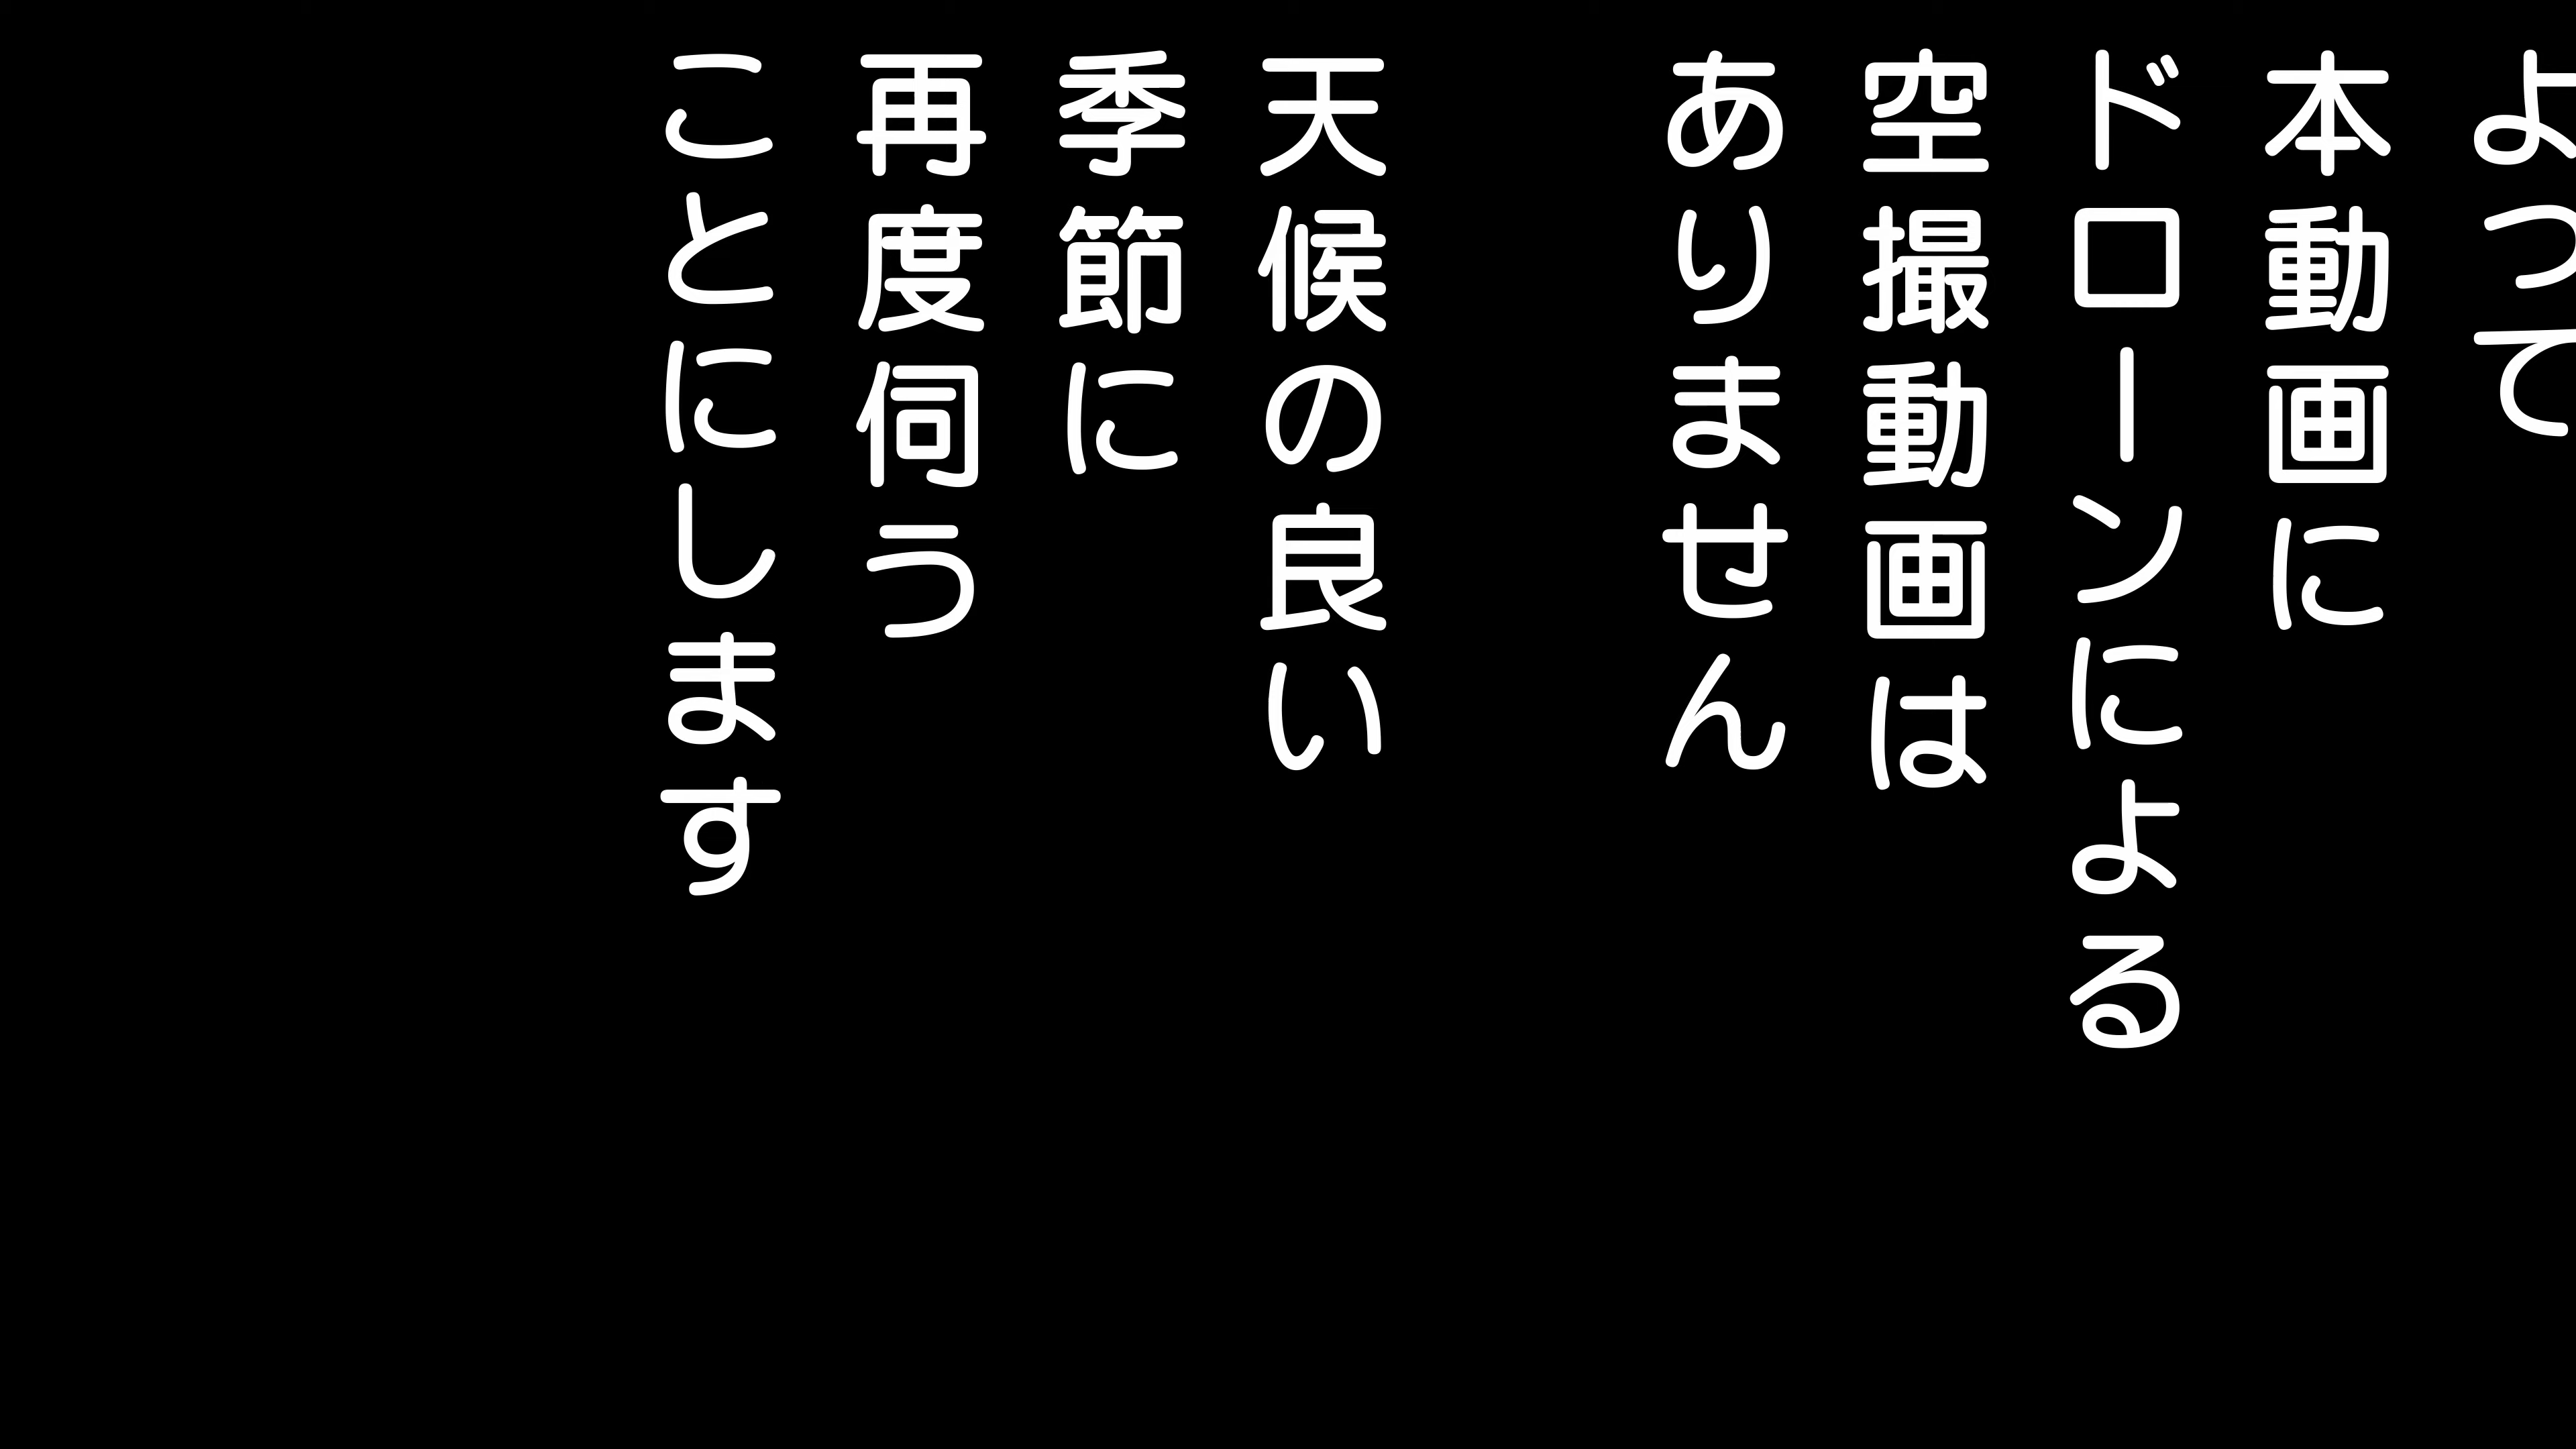 よって
本動画に
ドローンによる
空撮動画は
ありません
天候の良い
季節に
再度伺う
ことにします